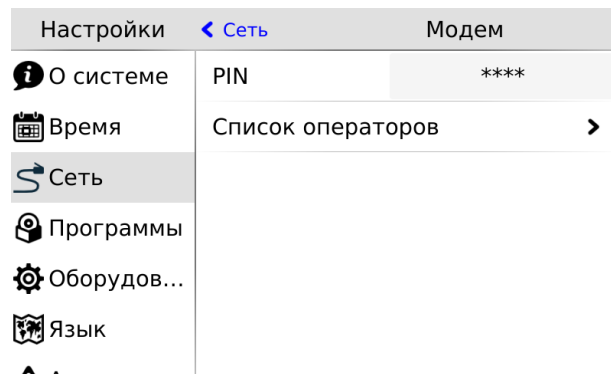 Настройки
Сеть
Модем
О системе
PIN
****
Время
Список операторов
Сеть
Программы
Оборудов...
Язык